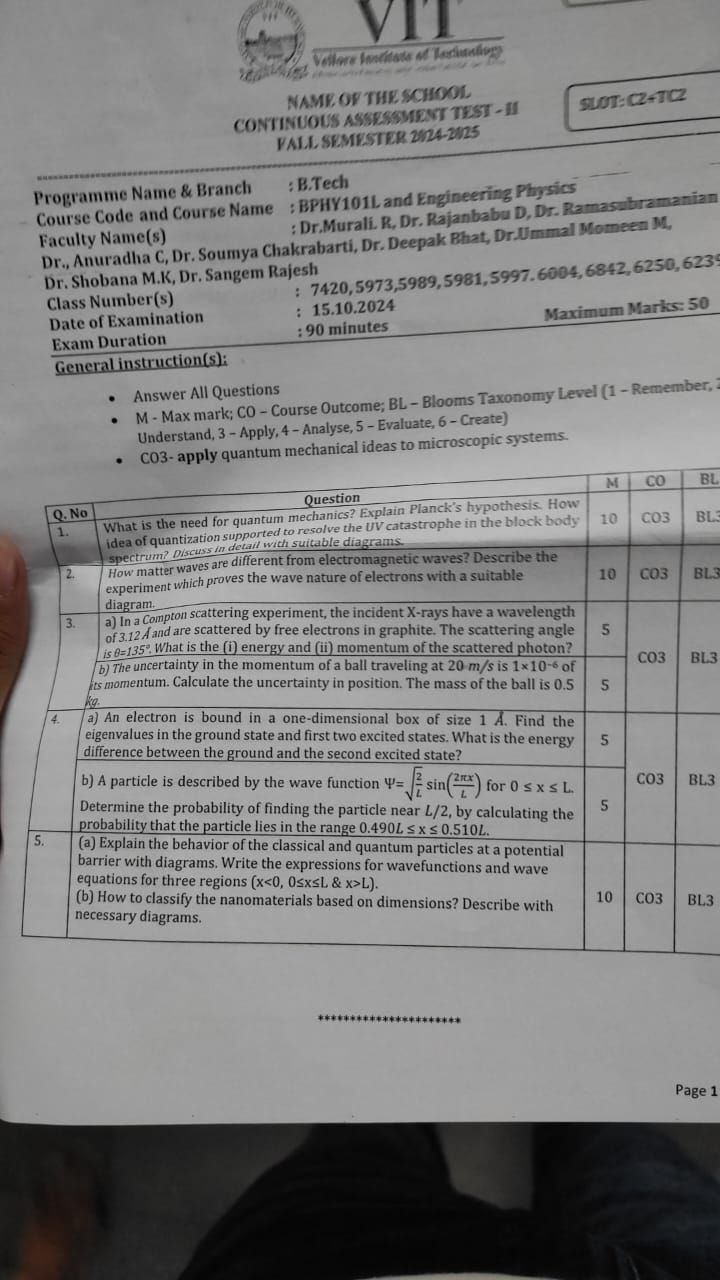 VIT
Vellore Institute of Technology
NAME OF THE SCHOOL
CONTINUOUS ASSESSMENT TEST - II
SLOT: C2+TC2
FALL SEMESTER 2024-2025
Programme Name & Branch : B.Tech
Course Code and Course Name : BPHY101L and Engineering Physics
Faculty Name(s) : Dr.Murali. R, Dr. Rajanbabu D, Dr. Ramasubramanian
Dr., Anuradha C, Dr. Soumya Chakrabarti, Dr. Deepak Bhat, Dr.Ummal Momeen M,
Dr. Shobana M.K, Dr. Sangem Rajesh
Class Number(s) : 7420,5973,5989,5981,5997. 6004,6842,6250,6239
Date of Examination : 15.10.2024
Exam Duration : 90 minutes Maximum Marks: 50
General instruction(s):
• Answer All Questions
• M - Max mark; CO – Course Outcome; BL – Blooms Taxonomy Level (1 – Remember,
Understand, 3 – Apply, 4 – Analyse, 5 – Evaluate, 6 – Create)
• CO3- apply quantum mechanical ideas to microscopic systems.
Q. No Question M CO BL
1. What is the need for quantum mechanics? Explain Planck's hypothesis. How
idea of quantization supported to resolve the UV catastrophe in the block body 10 CO3 BL3
spectrum? Discuss in detail with suitable diagrams.
2. How matter waves are different from electromagnetic waves? Describe the
experiment which proves the wave nature of electrons with a suitable 10 CO3 BL3
diagram.
3. a) In a Compton scattering experiment, the incident X-rays have a wavelength
of 3.12 Å and are scattered by free electrons in graphite. The scattering angle 5
is θ=135°. What is the (i) energy and (ii) momentum of the scattered photon?
CO3 BL3
b) The uncertainty in the momentum of a ball traveling at 20 m/s is 1×10⁻⁶ of
its momentum. Calculate the uncertainty in position. The mass of the ball is 0.5 5
kg.
4. a) An electron is bound in a one-dimensional box of size 1 Å. Find the
eigenvalues in the ground state and first two excited states. What is the energy 5
difference between the ground and the second excited state?
b) A particle is described by the wave function Ψ= √(2/L) sin(2πx/L) for 0 ≤ x ≤ L. CO3 BL3
Determine the probability of finding the particle near L/2, by calculating the 5
probability that the particle lies in the range 0.490L ≤ x ≤ 0.510L.
5. (a) Explain the behavior of the classical and quantum particles at a potential
barrier with diagrams. Write the expressions for wavefunctions and wave
equations for three regions (x<0, 0≤x≤L & x>L).
(b) How to classify the nanomaterials based on dimensions? Describe with 10 CO3 BL3
necessary diagrams.
**********************
Page 1